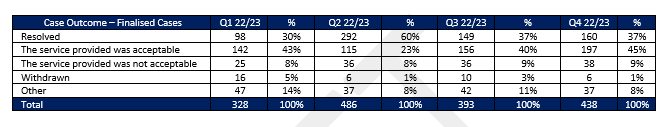 Case Outcome – Finalised Cases Q1 22/23 % Q2 22/23 % Q3 22/23 % Q4 22/23 %
Resolved 98 30% 292 60% 149 37% 160 37%
The service provided was acceptable 142 43% 115 23% 156 40% 197 45%
The service provided was not acceptable 25 8% 36 8% 36 9% 38 9%
Withdrawn 16 5% 6 1% 10 3% 6 1%
Other 47 14% 37 8% 42 11% 37 8%
Total 328 100% 486 100% 393 100% 438 100%